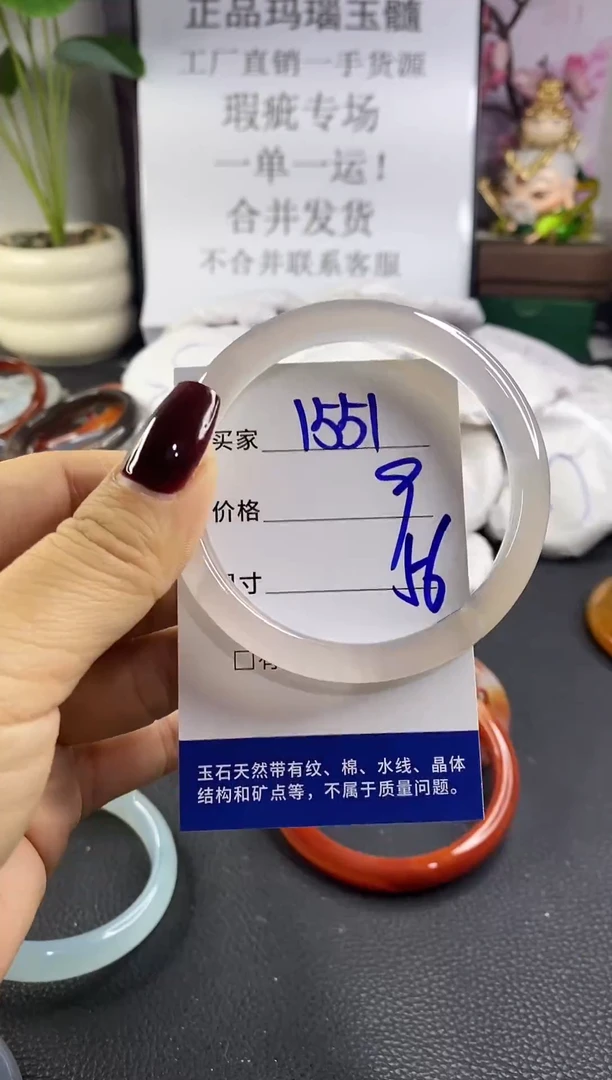 正品玛瑙玉髓
工厂直销一手货源
瑕疵专场
一单一运!
合并发货
不合并联系客服
买家 1551
价格
寸 56
□有
玉石天然带有纹、棉、水线、晶体
结构和矿点等，不属于质量问题。